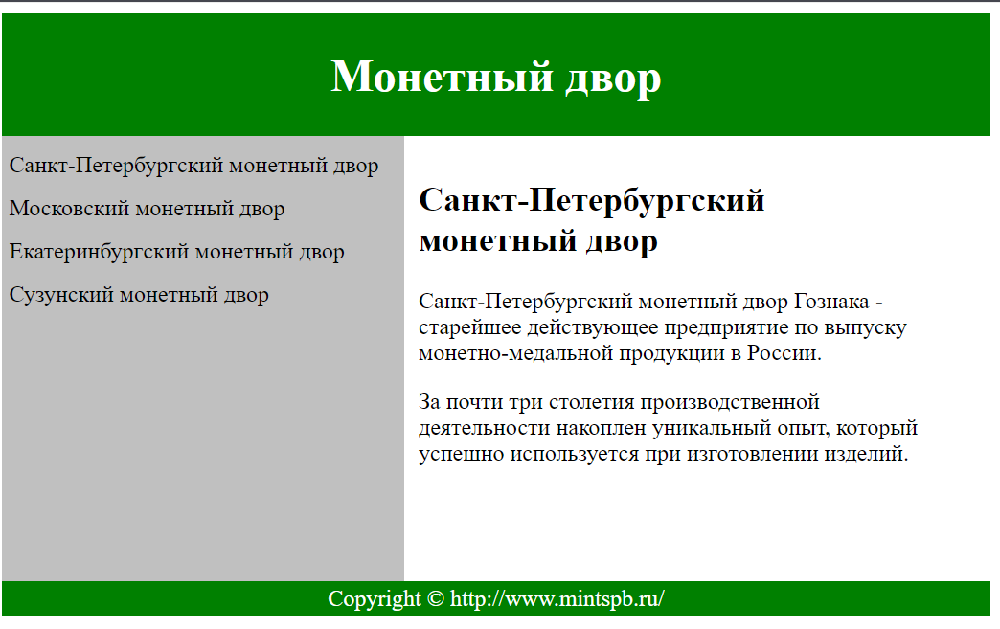 Монетный двор
Санкт-Петербургский монетный двор
Московский монетный двор
Екатеринбургский монетный двор
Сузунский монетный двор
Санкт-Петербургский
монетный двор
Санкт-Петербургский монетный двор Гознака -
старейшее действующее предприятие по выпуску
монетно-медальной продукции в России.
За почти три столетия производственной
деятельности накоплен уникальный опыт, который
успешно используется при изготовлении изделий.
Copyright © http://www.mintspb.ru/